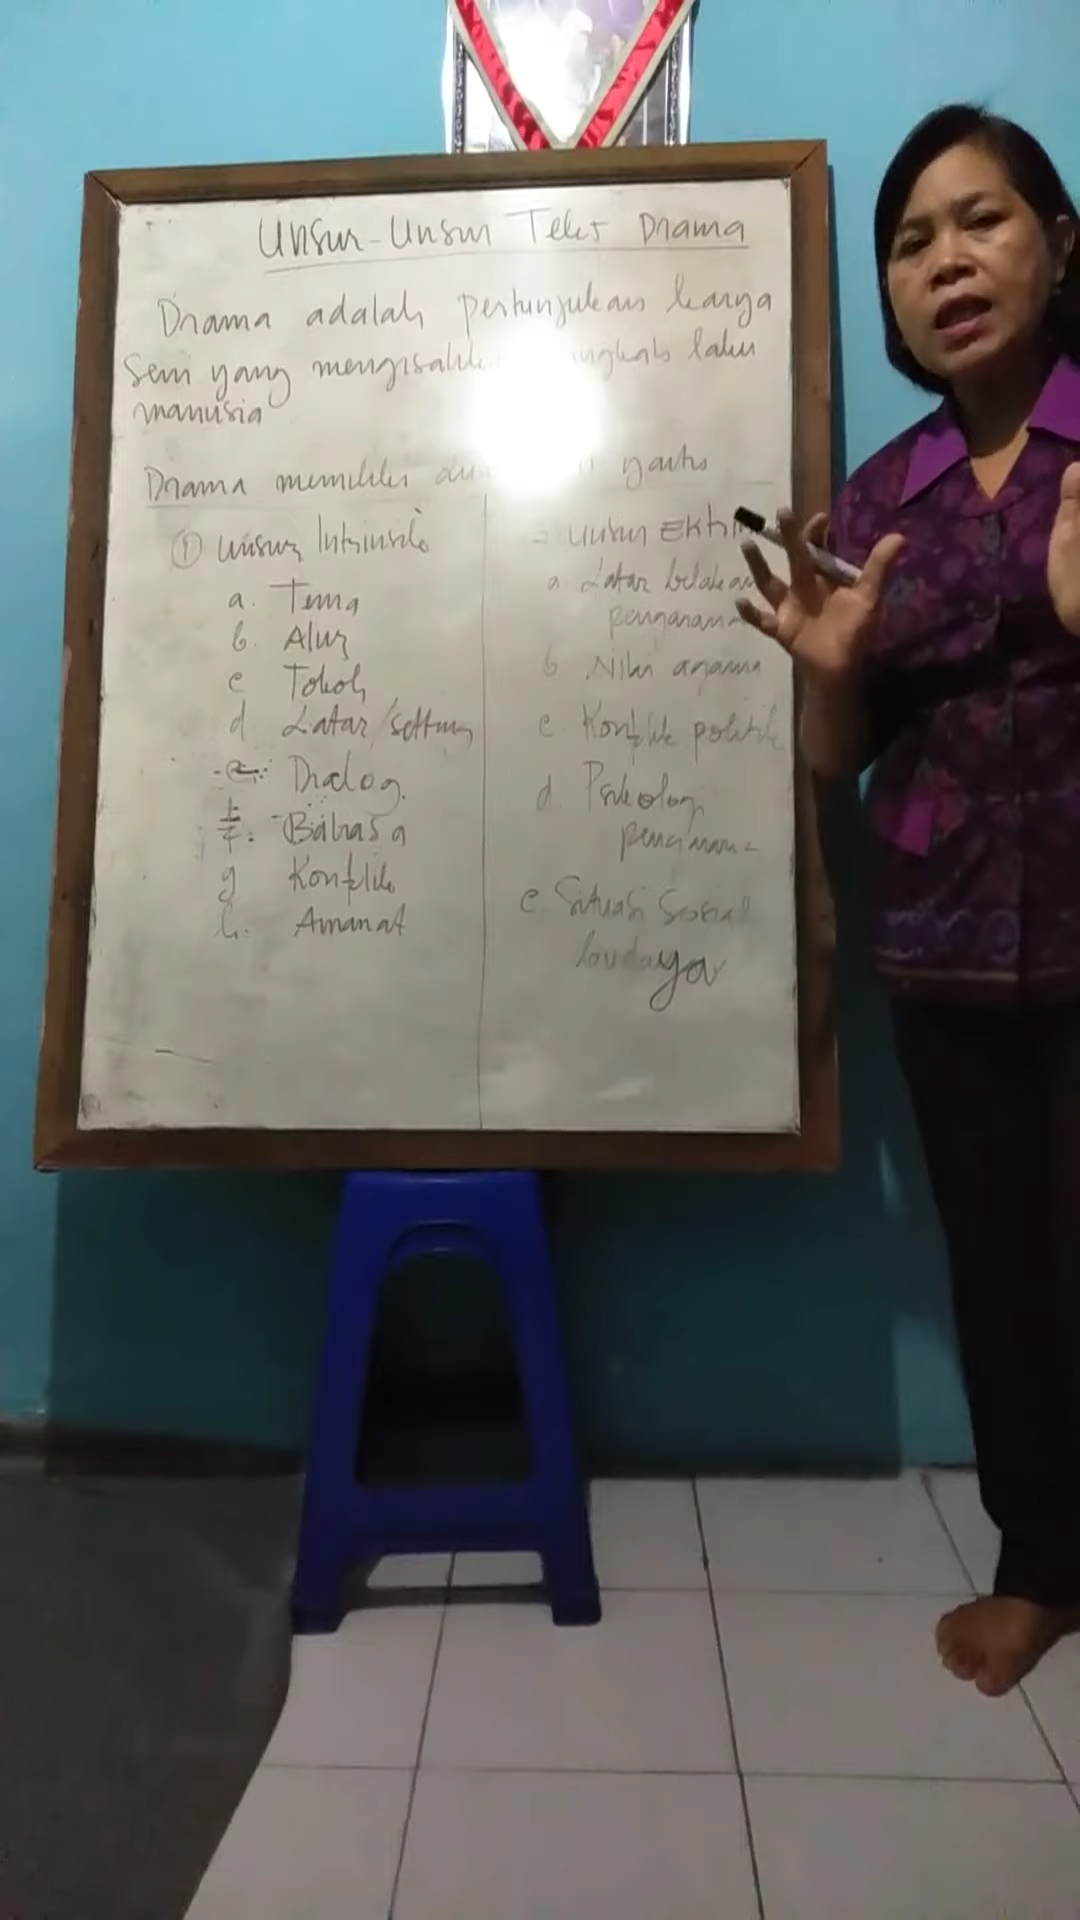 Unsur-Unsur Teks Drama
Drama adalah pertunjukan karya
seni yang mengisahkan tingkah laku
manusia
Drama memiliki dua yaitu
1 Unsur Intrinsik
a. Tema
b. Alur
c Tokoh
d Latar/setting
e. Dialog.
f. Bahasa
g Konflik
h. Amanat
2. Unsur
a Latar belakang
pengarang
b Nilai agama
c. Konflik politik
d. Psikologi
pengarang
e. Situasi Sosial
budaya